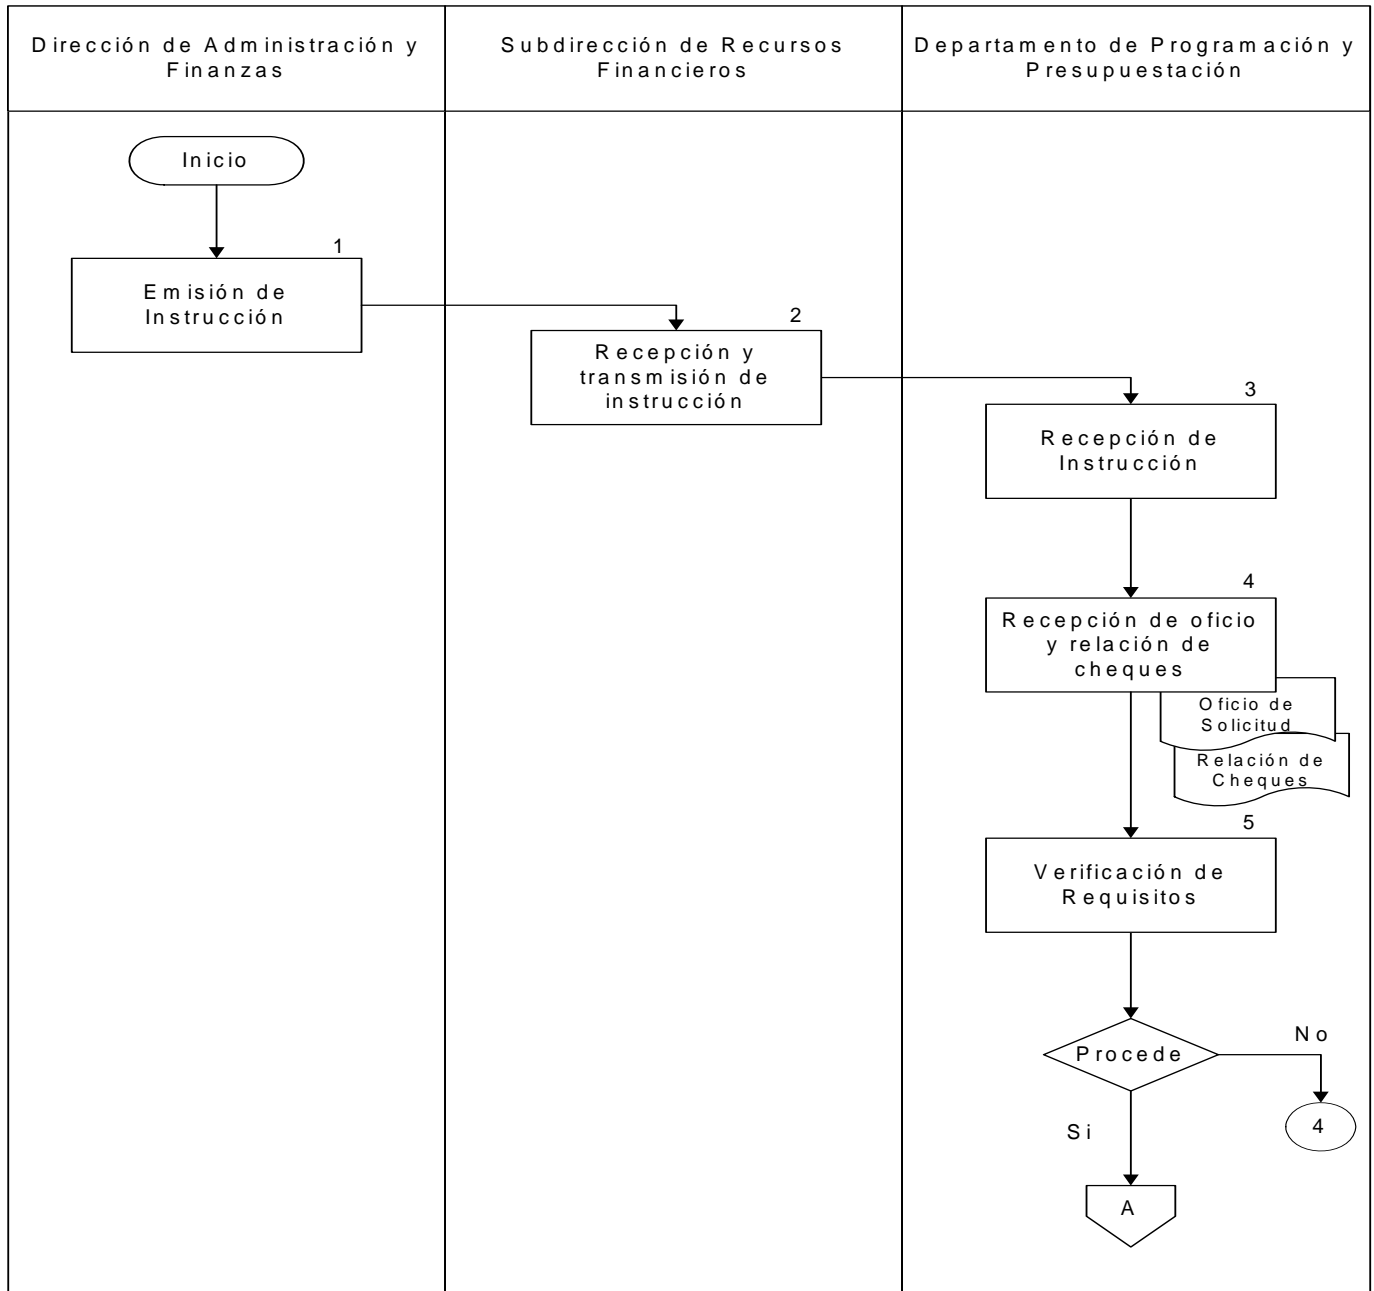 Dirección de Administración y
Finanzas
Subdirección de Recursos
Financieros
Departamento de Programación y
Presupuestación
Inicio
1
Emisión de
Instrucción
2
Recepción y
transmisión de
instrucción
3
Recepción de
Instrucción
4
Recepción de oficio
y relación de
cheques
Oficio de
Solicitud
Relación de
Cheques
5
Verificación de
Requisitos
Procede
No
4
Si
A